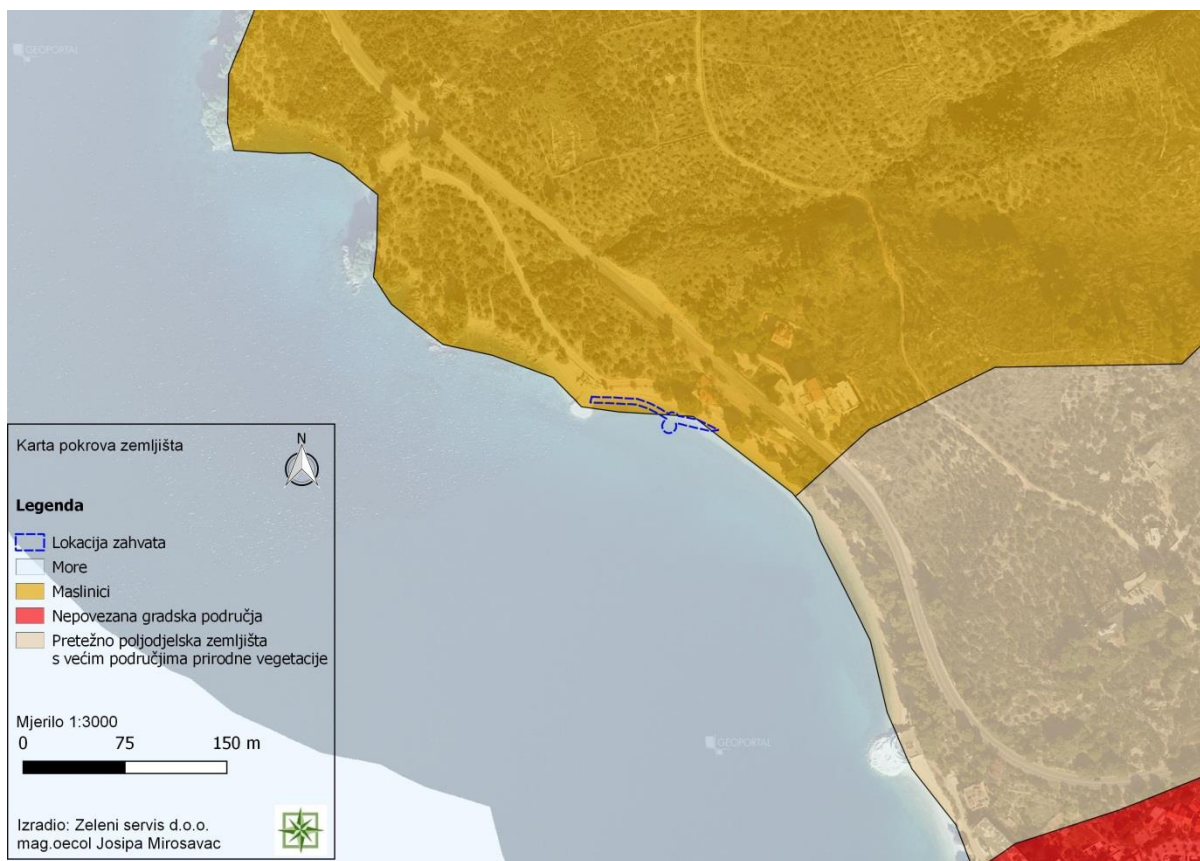 GEOPORTAL
Karta pokrova zemljišta
N
Legenda
Lokacija zahvata
More
Maslinici
Nepovezana gradska područja
Pretežno poljodjelska zemljišta
s većim područjima prirodne vegetacije
Mjerilo 1:3000
0 75 150 m
GEOPORTAL
Izradio: Zeleni servis d.o.o.
mag.oecol Josipa Mirosavac